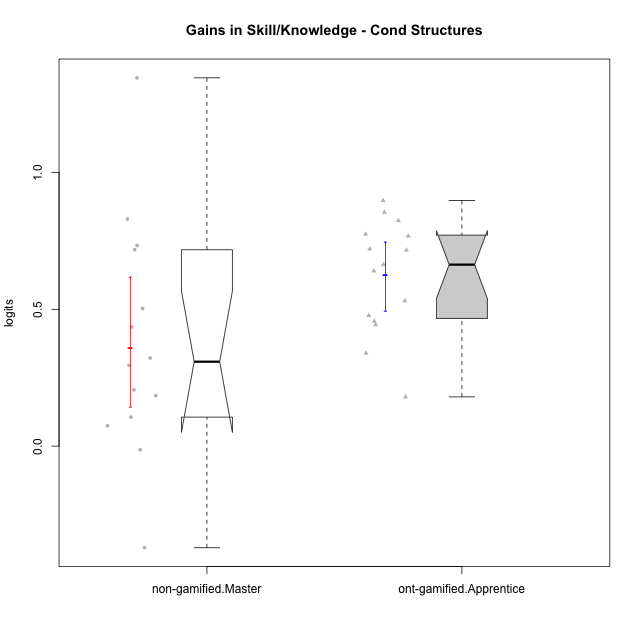 Gains in Skill/Knowledge - Cond Structures
logits
1.0
0.5
0.0
non-gamified.Master
ont-gamified.Apprentice